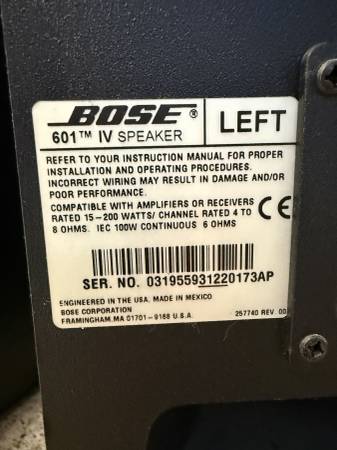 BOSE®
601™ IV SPEAKER
LEFT
REFER TO YOUR INSTRUCTION MANUAL FOR PROPER
INSTALLATION AND OPERATING PROCEDURES.
INCORRECT WIRING MAY RESULT IN DAMAGE AND/OR
POOR PERFORMANCE.
COMPATIBLE WITH AMPLIFIERS OR RECEIVERS
RATED 15-200 WATTS/ CHANNEL RATED 4 TO
8 OHMS. IEC 100W CONTINUOUS 6 OHMS
CE
SER. NO. 031955931220173AP
ENGINEERED IN THE USA, MADE IN MEXICO
BOSE CORPORATION
FRAMINGHAM, MA 01701-9168 U.S.A.
257740 REV. 00